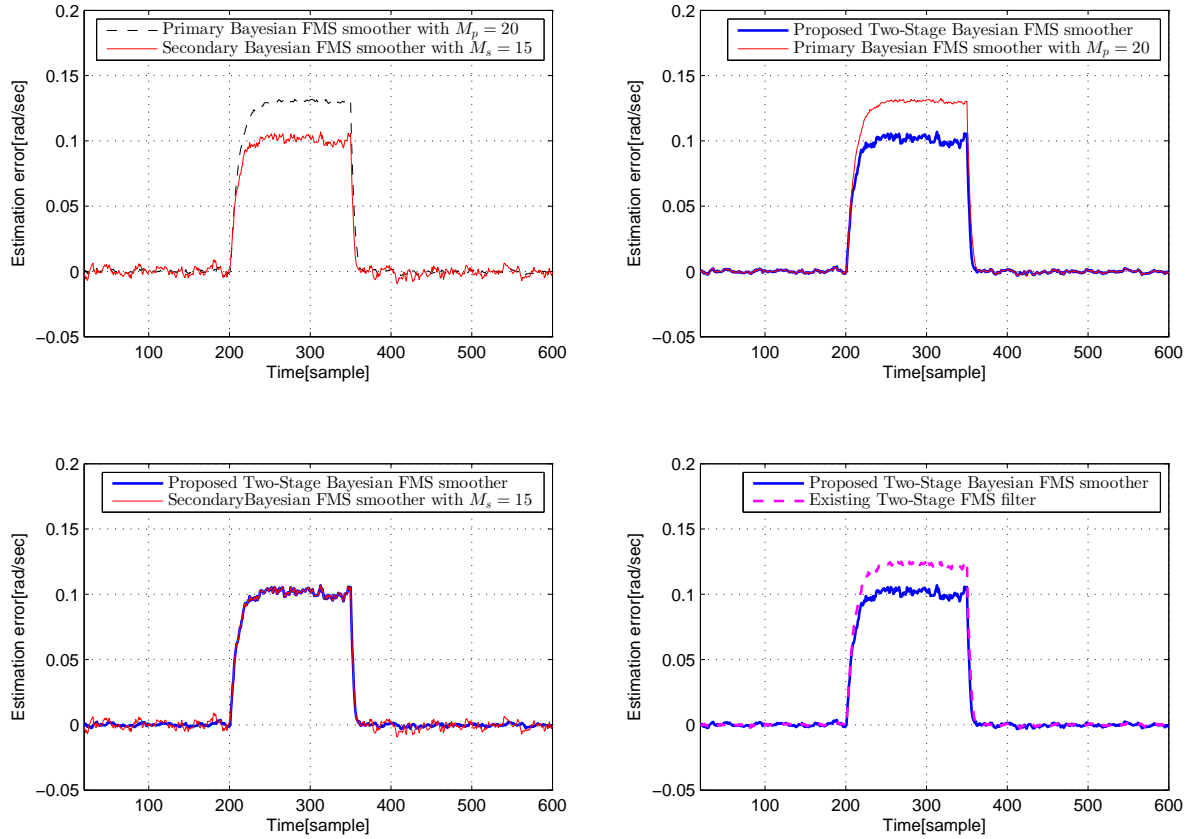 0.2
0.15
0.1
0.05
0
−0.05
Estimation error[rad/sec]
Primary Bayesian FMS smoother with $M_p = 20$
Secondary Bayesian FMS smoother with $M_s = 15$
100 200 300 400 500 600
Time[sample]
0.2
0.15
0.1
0.05
0
−0.05
Estimation error[rad/sec]
Proposed Two-Stage Bayesian FMS smoother
Primary Bayesian FMS smoother with $M_p = 20$
100 200 300 400 500 600
Time[sample]
0.2
0.15
0.1
0.05
0
−0.05
Estimation error[rad/sec]
Proposed Two-Stage Bayesian FMS smoother
SecondaryBayesian FMS smoother with $M_s = 15$
100 200 300 400 500 600
Time[sample]
0.2
0.15
0.1
0.05
0
−0.05
Estimation error[rad/sec]
Proposed Two-Stage Bayesian FMS smoother
Existing Two-Stage FMS filter
100 200 300 400 500 600
Time[sample]